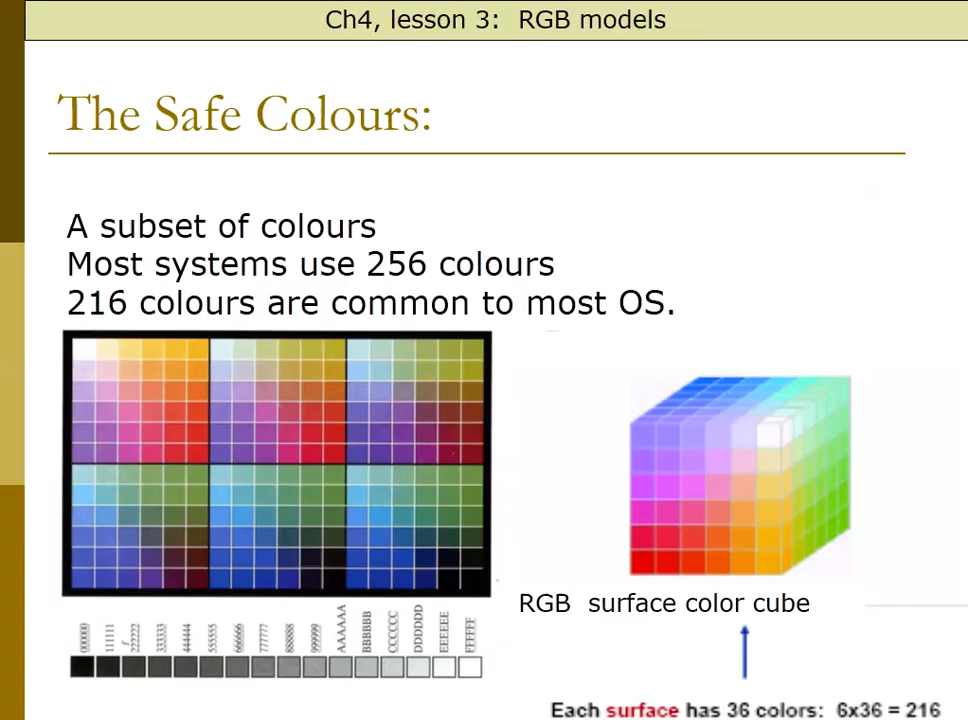 Ch4, lesson 3: RGB models
The Safe Colours:
A subset of colours
Most systems use 256 colours
216 colours are common to most OS.
RGB surface color cube
000000 111111 222222 333333 444444 555555 666666 777777 888888 999999 AAAAAA BBBBBB CCCCCC DDDDDD EEEEEE FFFFFF
Each surface has 36 colors: 6x36 = 216